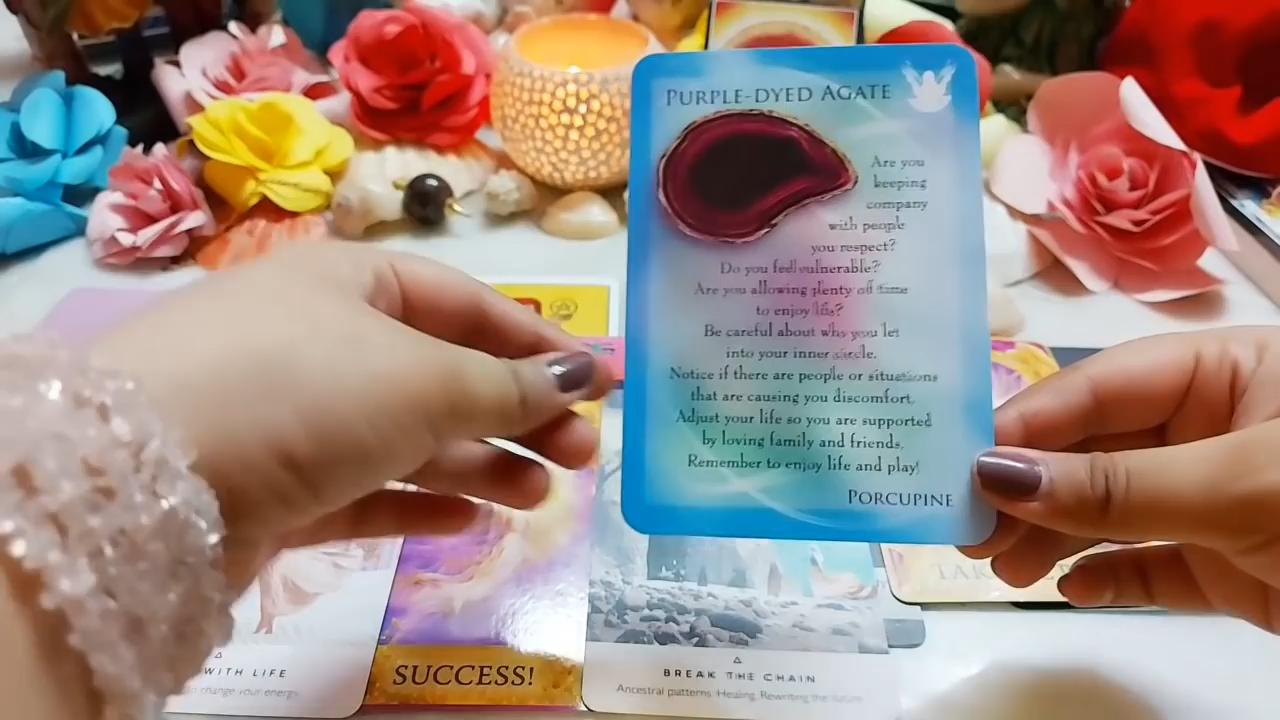 PURPLE-DYED AGATE
Are you
keeping
company
with people
you respect?
Do you feel vulnerable?
Are you allowing plenty of time
to enjoy life?
Be careful about who you let
into your inner circle.
Notice if there are people or situations
that are causing you discomfort.
Adjust your life so you are supported
by loving family and friends.
Remember to enjoy life and play!
PORCUPINE
WITH LIFE
to change your energy
SUCCESS!
BREAK THE CHAIN
Ancestral patterns. Healing. Rewriting the future